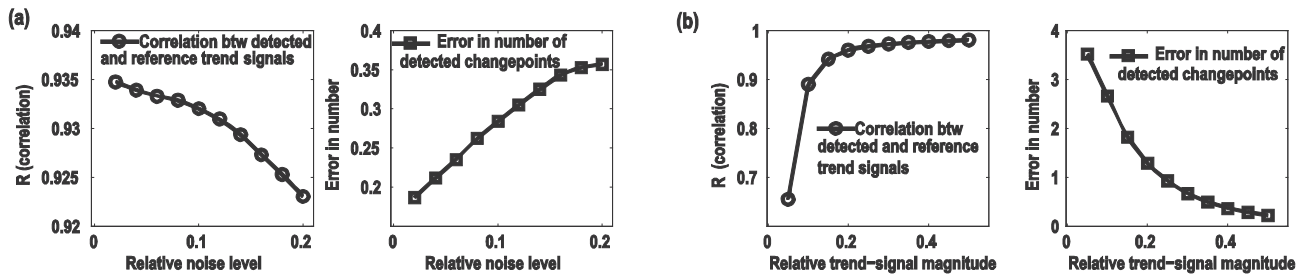 (a)
0.94
0.935
0.93
0.925
0.92
R (correlation)
Correlation btw detected
and reference trend signals
0
0.1
0.2
Relative noise level
0.4
0.35
0.3
0.25
0.2
Error in number
Error in number of
detected changepoints
0
0.1
0.2
Relative noise level
(b)
1
0.9
0.8
0.7
R (correlation)
Correlation btw
detected and reference
trend signals
0
0.2
0.4
Relative trend−signal magnitude
4
3
2
1
0
Error in number
Error in number of
detected changepoints
0
0.2
0.4
Relative trend−signal magnitude